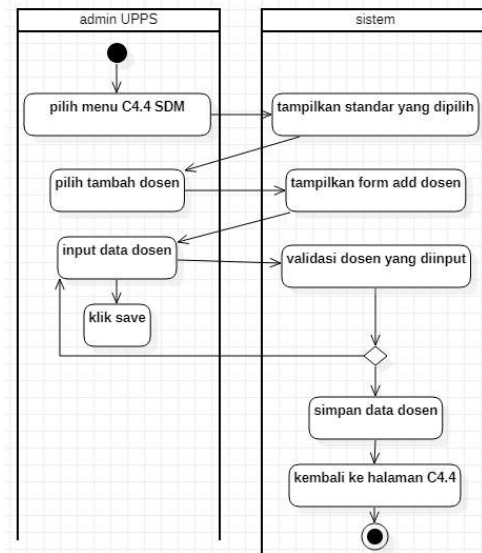 admin UPPS
sistem
pilih menu C4.4 SDM
tampilkan standar yang dipilih
pilih tambah dosen
tampilkan form add dosen
input data dosen
validasi dosen yang diinput
klik save
simpan data dosen
kembali ke halaman C4.4